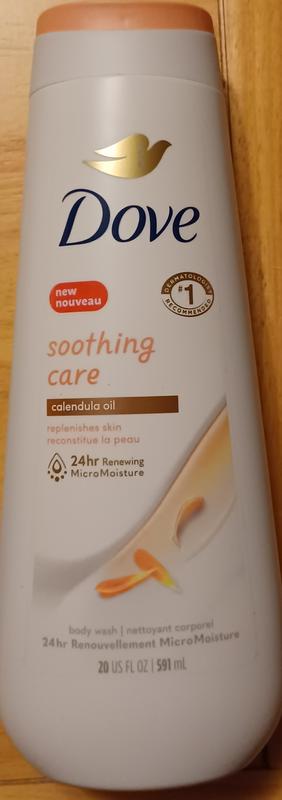 Dove
new
nouveau
DERMATOLOGIST
#1
RECOMMENDED
soothing
care
calendula oil
replenishes skin
reconstitue la peau
24hr Renewing
MicroMoisture
body wash | nettoyant corporel
24hr Renouvellement MicroMoisture
20 US FL OZ | 591 mL